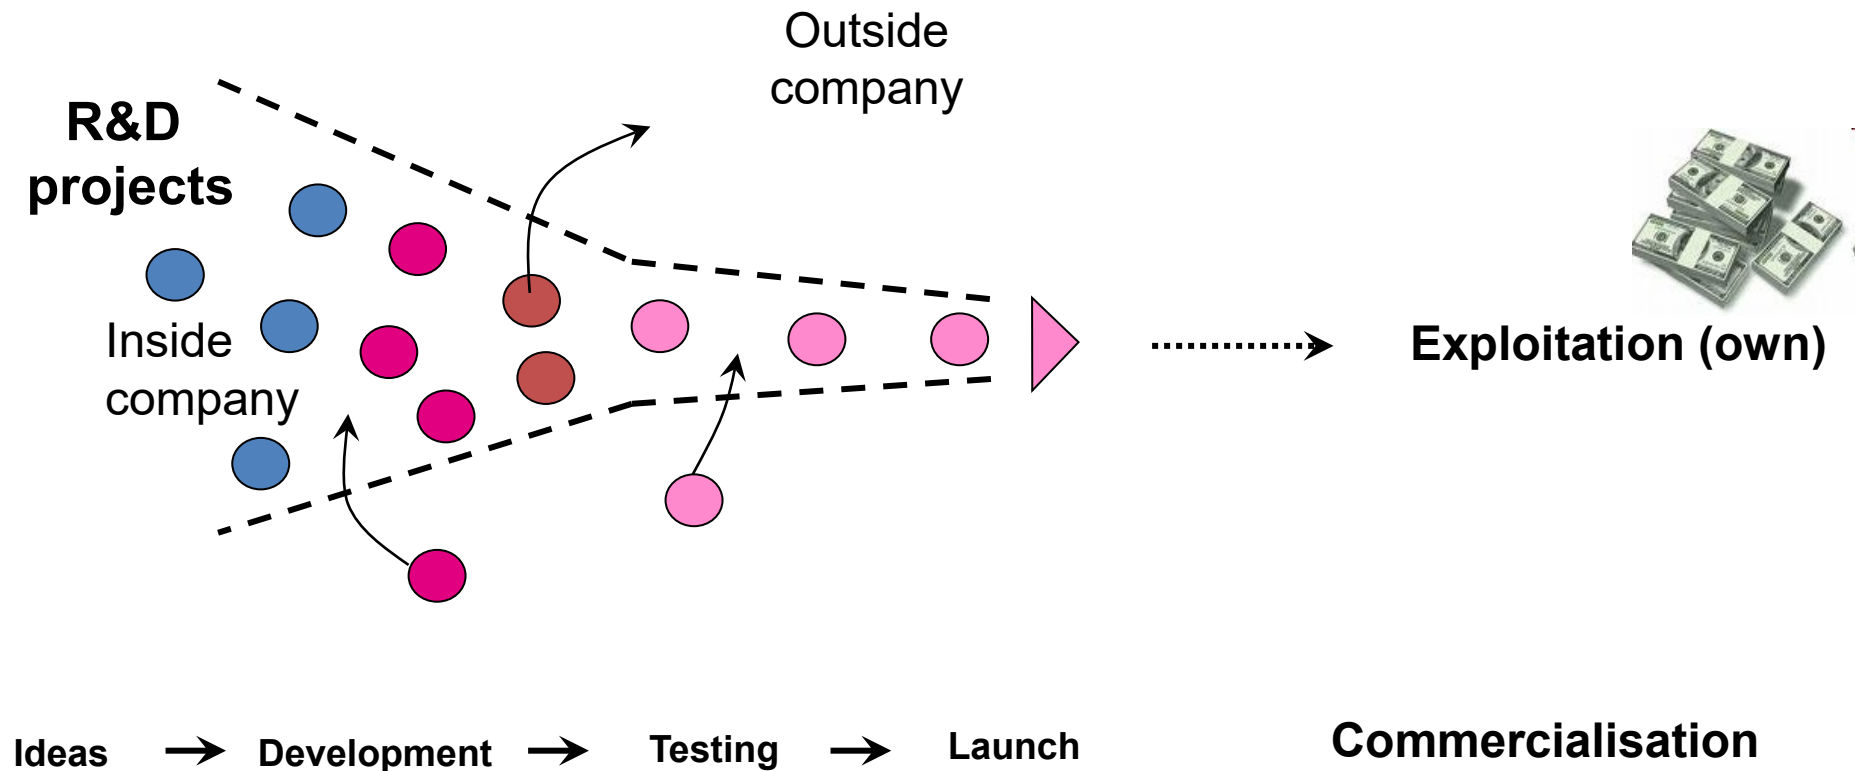 Outside
company
R&D
projects
Inside
company
Exploitation (own)
Ideas
Development
Testing
Launch
Commercialisation